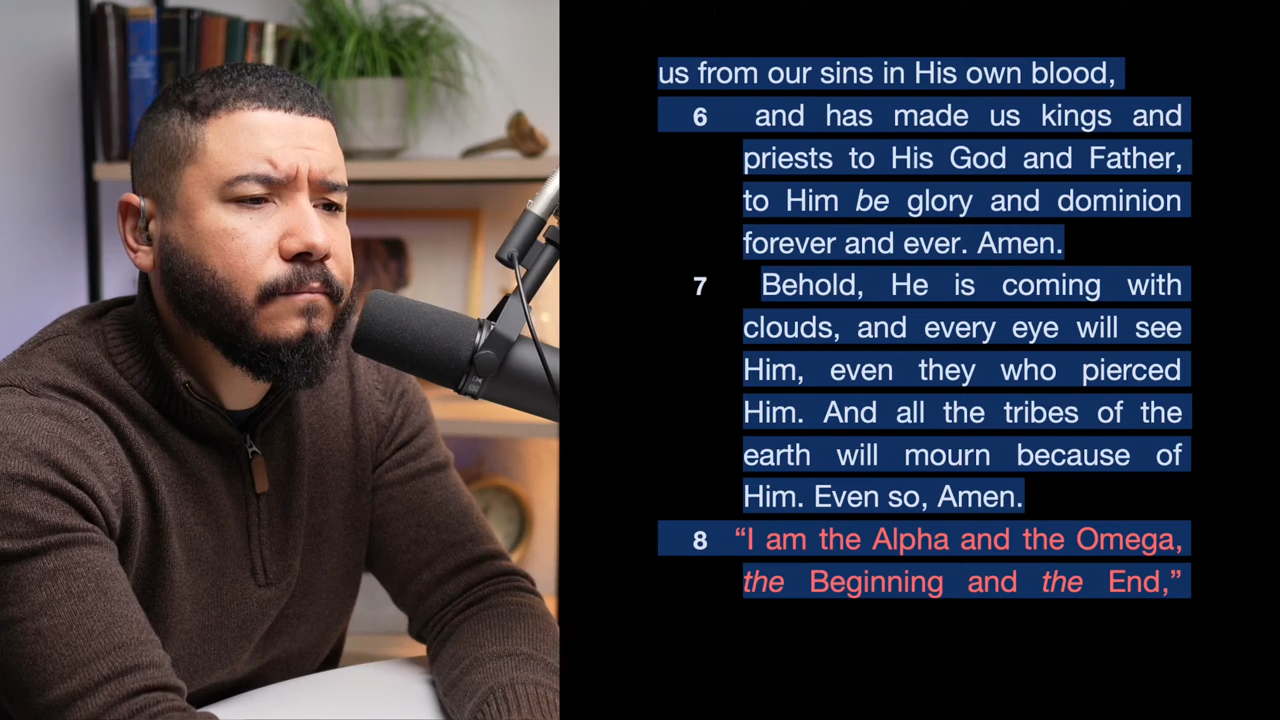 us from our sins in His own blood,
6 and has made us kings and
priests to His God and Father,
to Him be glory and dominion
forever and ever. Amen.
7 Behold, He is coming with
clouds, and every eye will see
Him, even they who pierced
Him. And all the tribes of the
earth will mourn because of
Him. Even so, Amen.
8 “I am the Alpha and the Omega,
the Beginning and the End,”